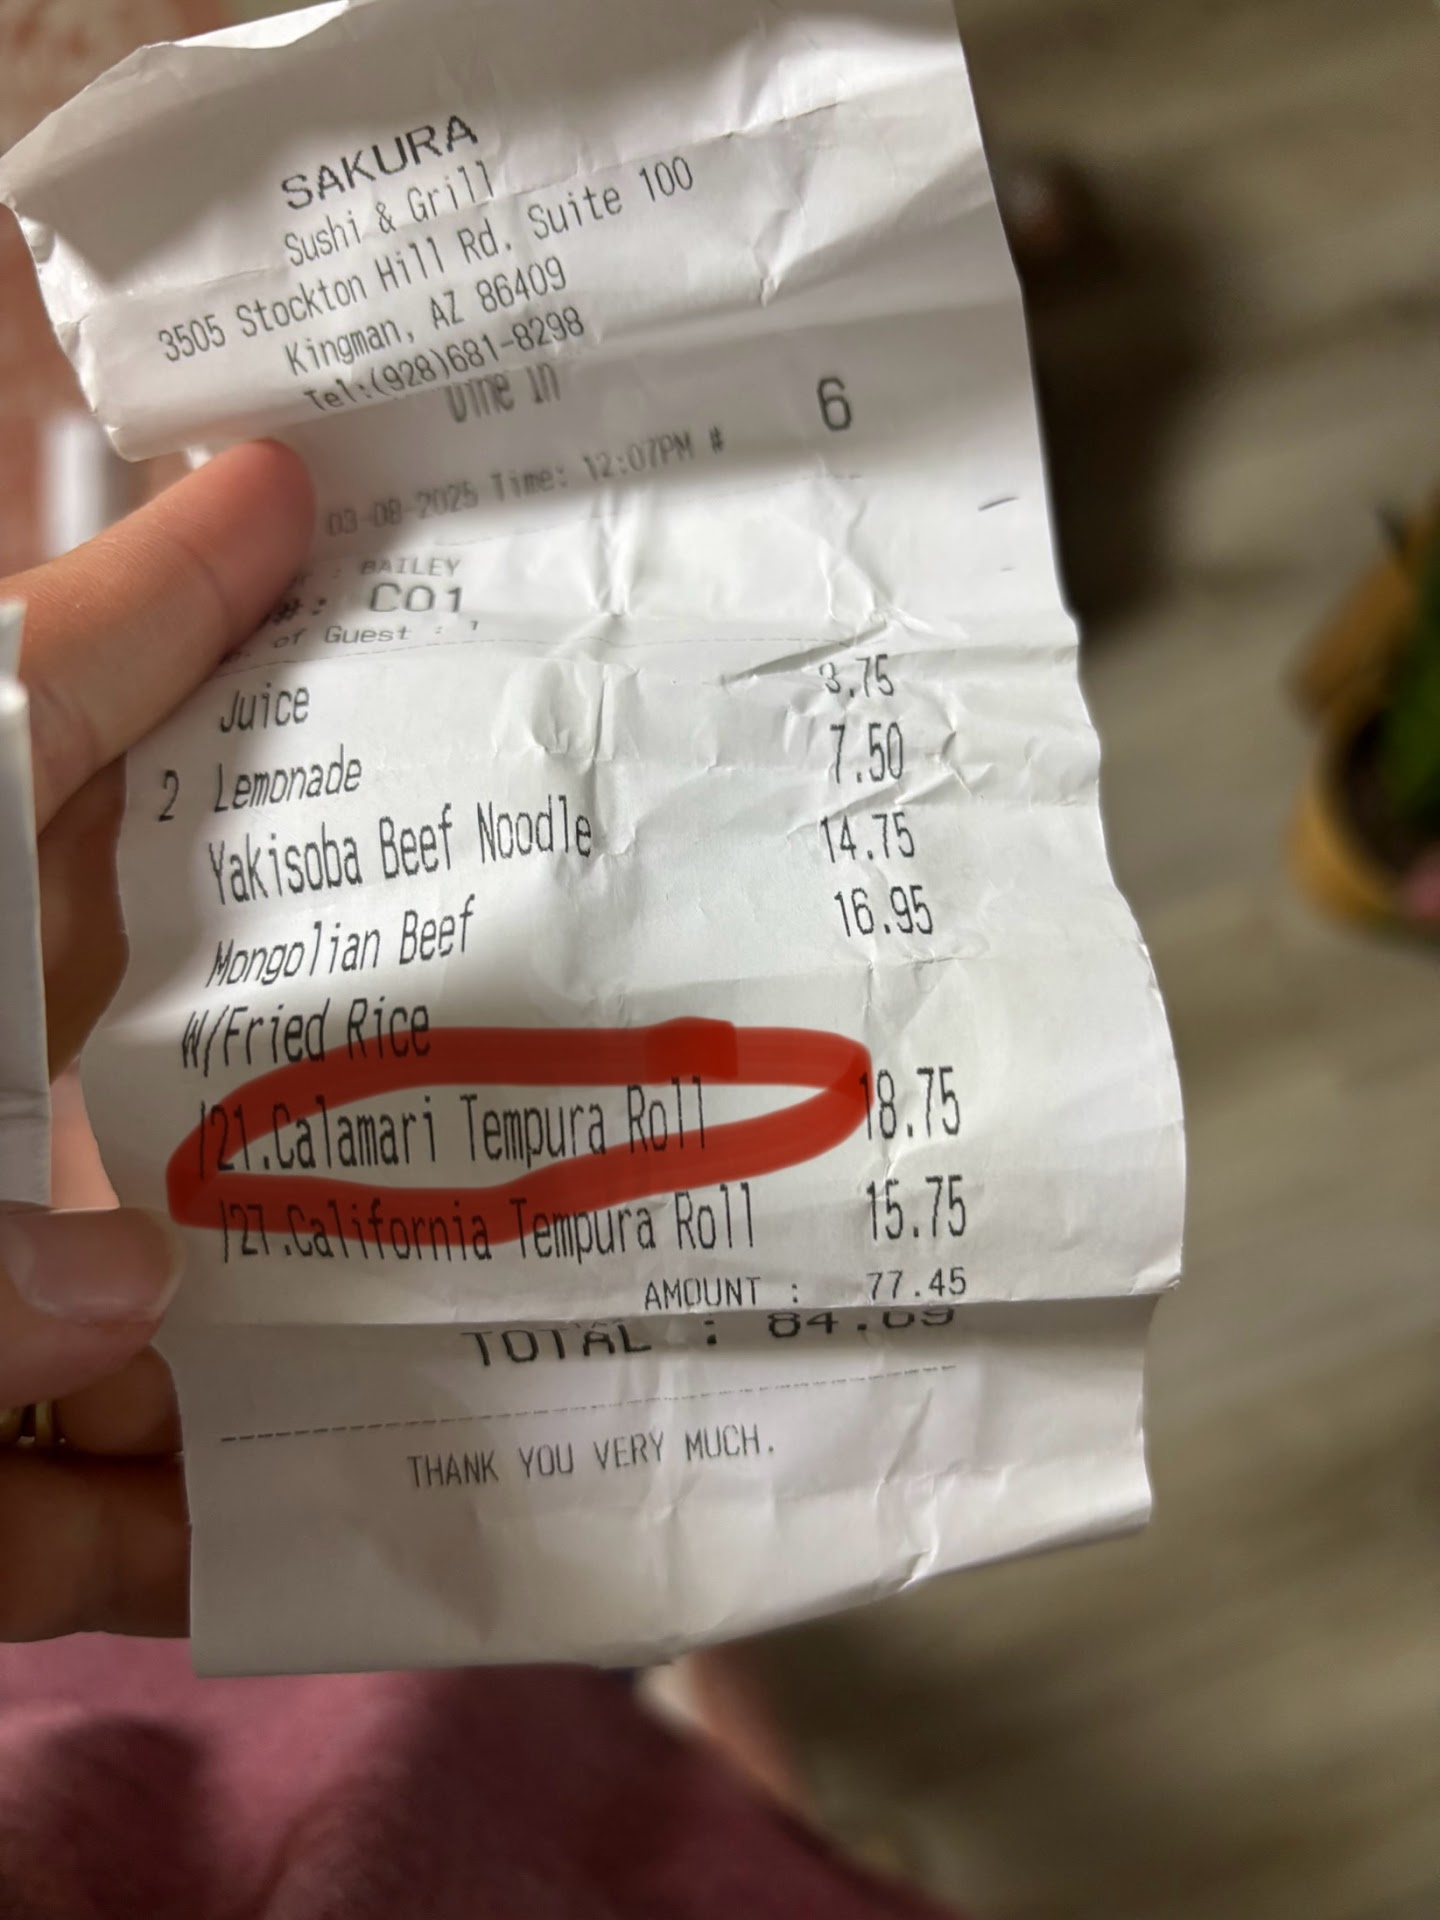 SAKURA
Sushi & Grill
3505 Stockton Hill Rd. Suite 100
Kingman, AZ 86409
Tel:(928)681-8298
Dine In 6
03-08-2025 Time: 12:07PM #
: BAILEY
#: C01
of Guest :
Juice 3.75
2 Lemonade 7.50
Yakisoba Beef Noodle 14.75
Mongolian Beef 16.95
W/Fried Rice
/21.Calamari Tempura Roll 18.75
/27.California Tempura Roll 15.75
AMOUNT : 77.45
TOTAL : 84.69
THANK YOU VERY MUCH.